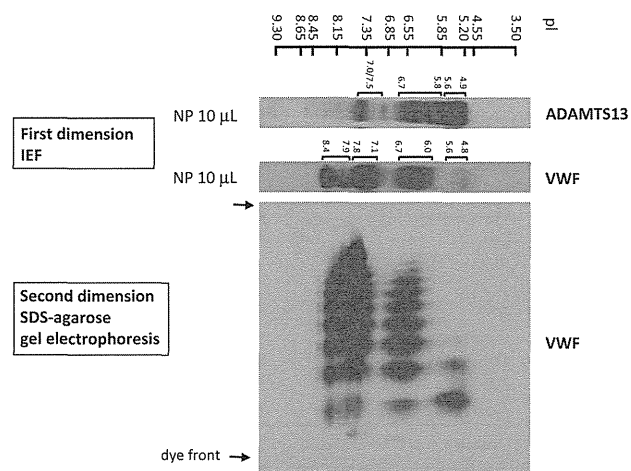 pI
9.30 8.65 8.45 8.15 7.35 6.85 6.55 5.85 5.20 4.55 3.50
7.0/7.5 6.7 5.8 5.6 4.9
NP 10 µL ADAMTS13
First dimension
IEF
8.4 7.9 7.8 7.1 6.7 6.0 5.6 4.8
NP 10 µL VWF
Second dimension
SDS-agarose
gel electrophoresis
VWF
dye front